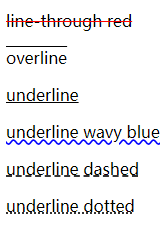 line-through red
overline
underline
underline wavy blue
underline dashed
underline dotted